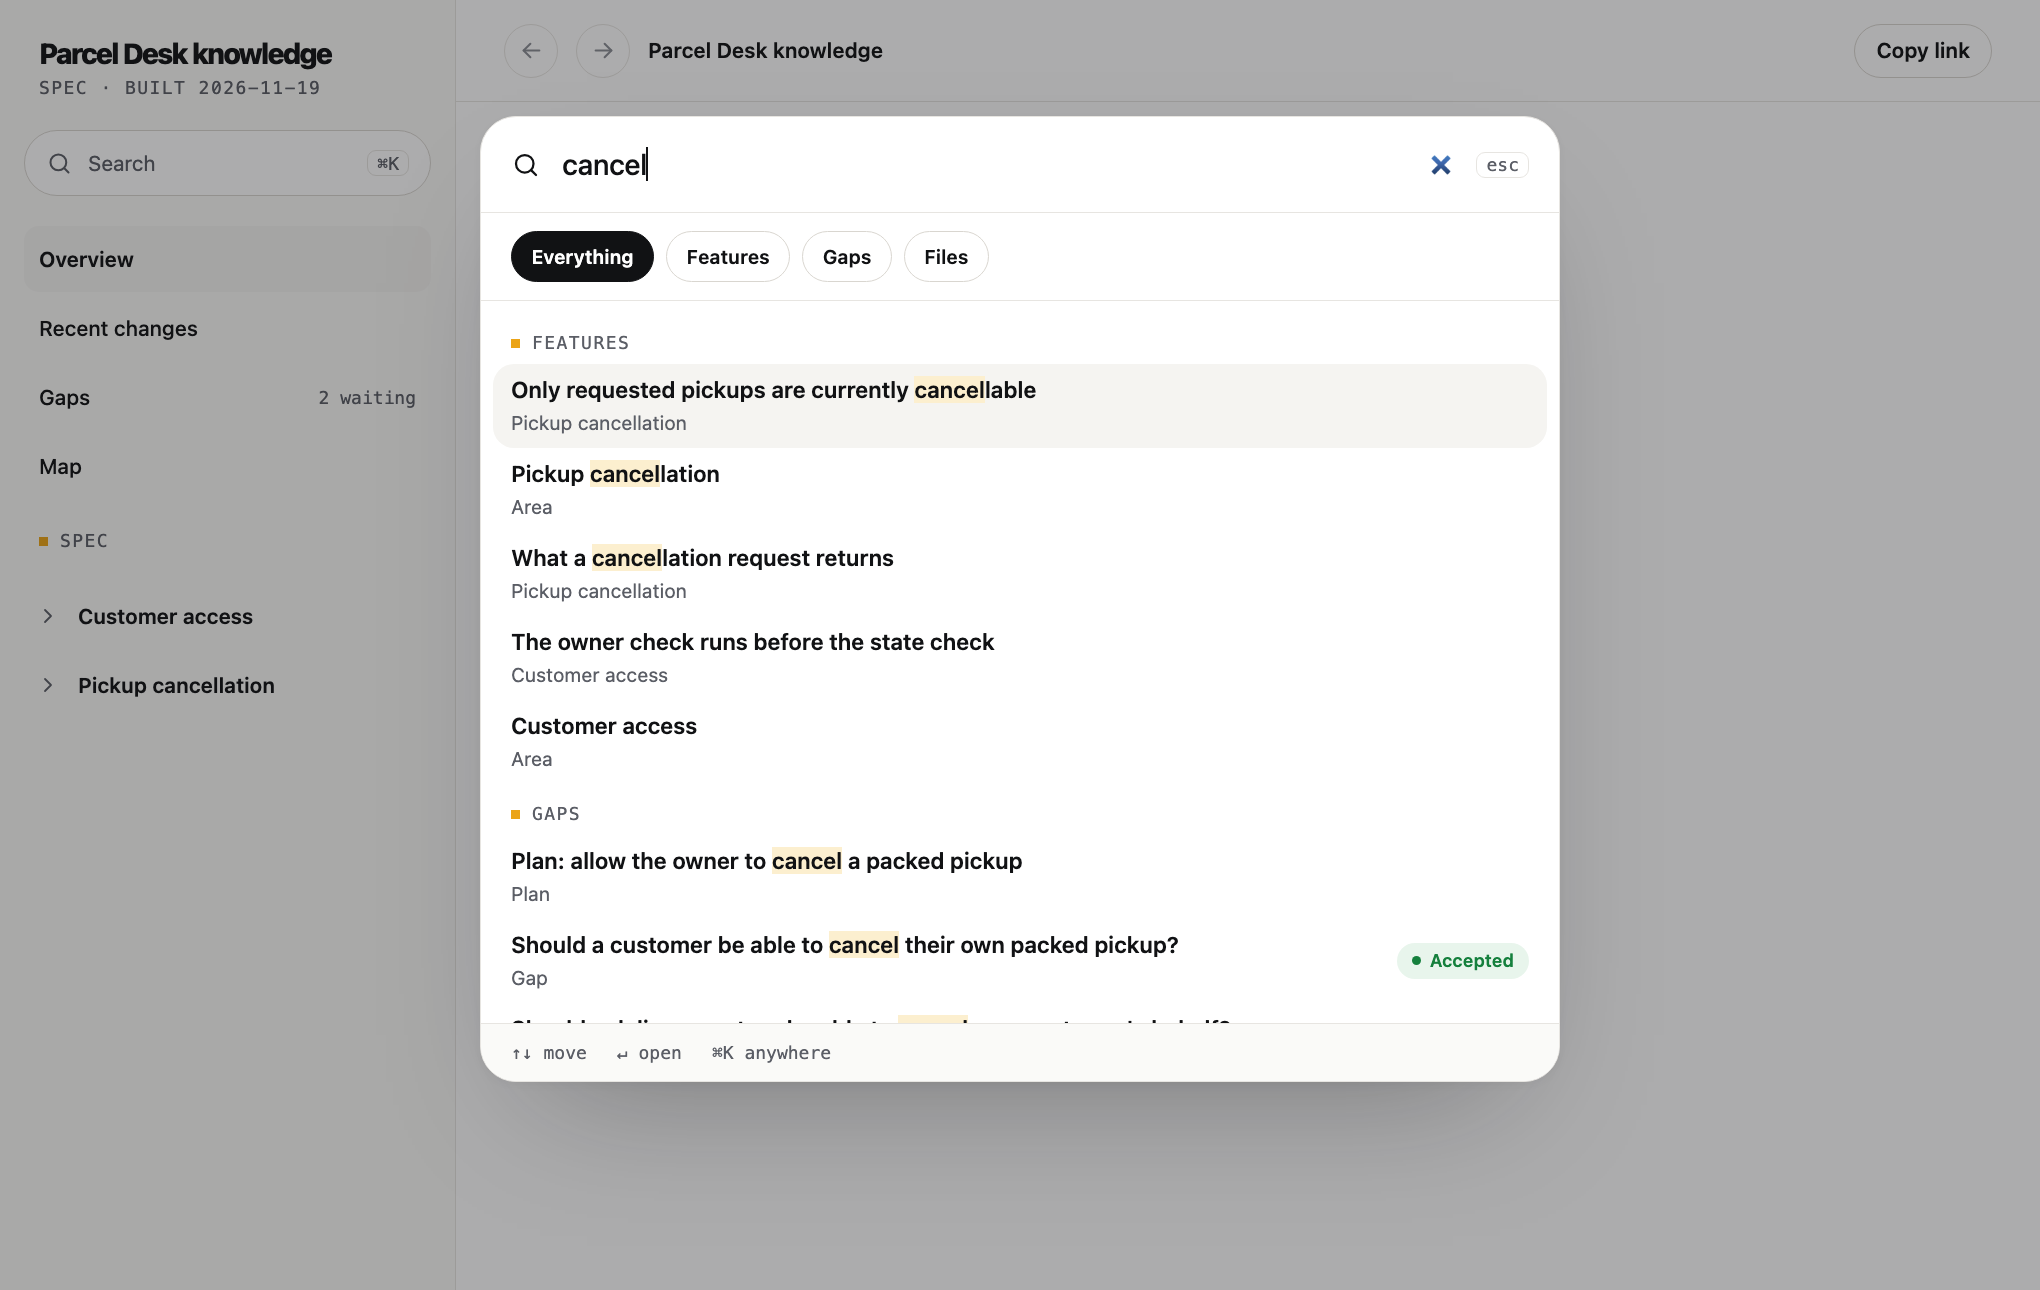 Parcel Desk knowledge
SPEC · BUILT 2026-11-19
Search ⌘K
Overview
Recent changes
Gaps 2 waiting
Map
SPEC
Customer access
Pickup cancellation
Parcel Desk knowledge
Copy link
cancel
esc
Everything Features Gaps Files
FEATURES
Only requested pickups are currently cancellable
Pickup cancellation
Pickup cancellation
Area
What a cancellation request returns
Pickup cancellation
The owner check runs before the state check
Customer access
Customer access
Area
GAPS
Plan: allow the owner to cancel a packed pickup
Plan
Should a customer be able to cancel their own packed pickup?
Gap
Accepted
↑↓ move ↵ open ⌘K anywhere